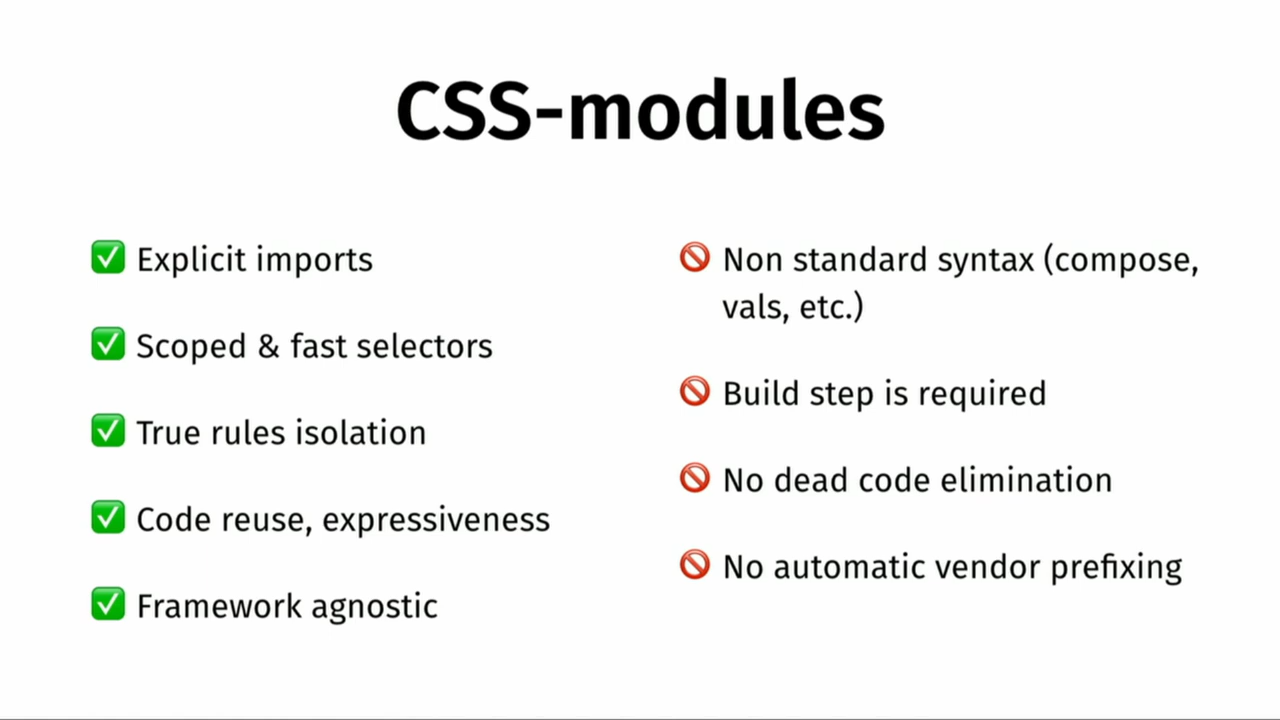 CSS-modules
✅ Explicit imports
✅ Scoped & fast selectors
✅ True rules isolation
✅ Code reuse, expressiveness
✅ Framework agnostic
🚫 Non standard syntax (compose,
vals, etc.)
🚫 Build step is required
🚫 No dead code elimination
🚫 No automatic vendor prefixing